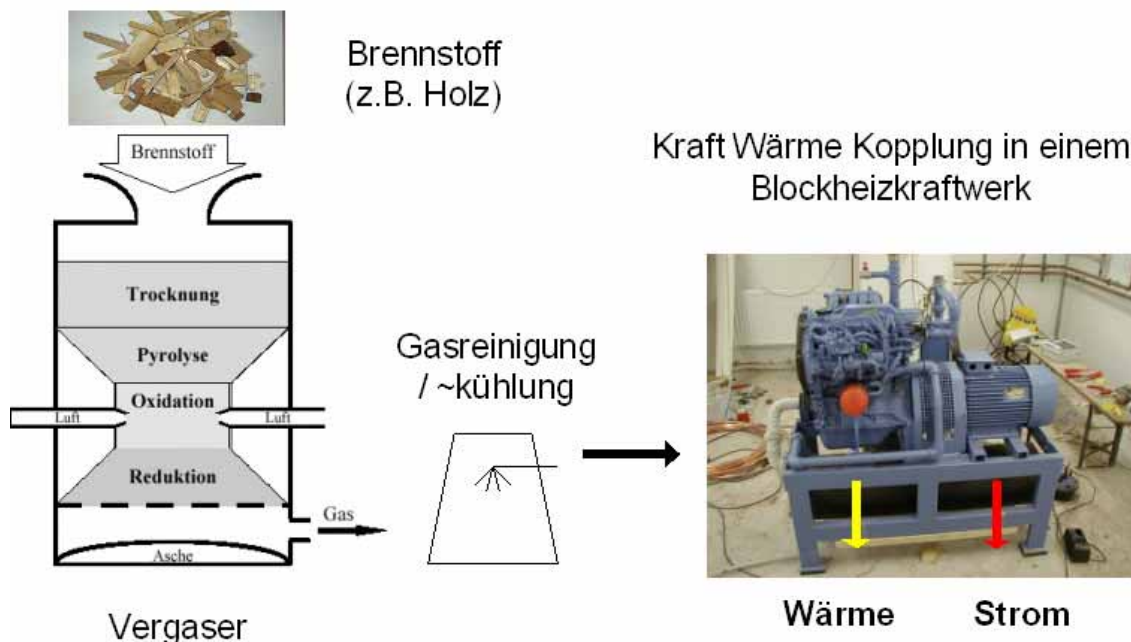 Brennstoff
(z.B. Holz)
Brennstoff
Kraft Wärme Kopplung in einem
Blockheizkraftwerk
Trocknung
Pyrolyse
Oxidation
Luft
Luft
Reduktion
Gas
Asche
Vergaser
Gasreinigung
/ ~kühlung
Wärme
Strom